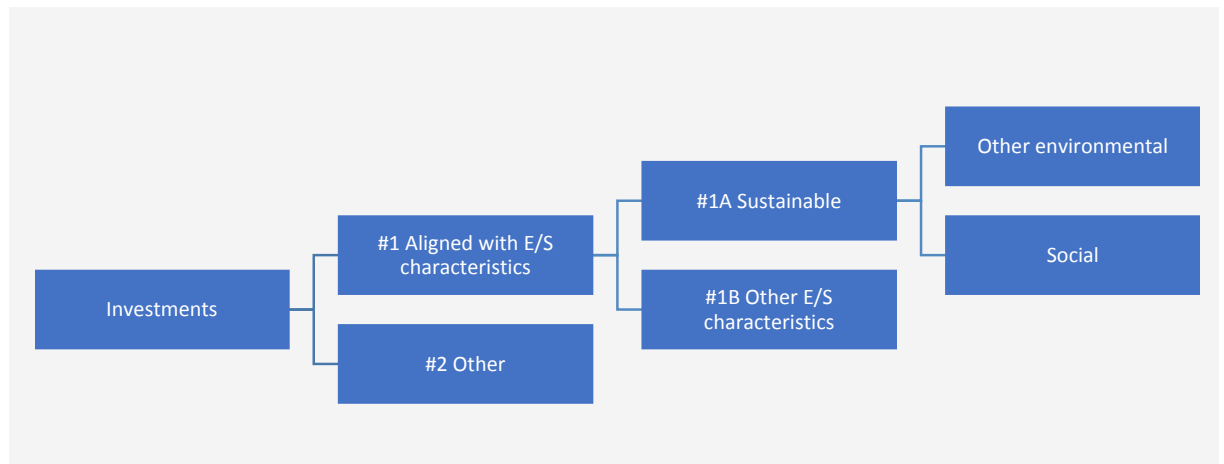 Investments
#1 Aligned with E/S
characteristics
#2 Other
#1A Sustainable
#1B Other E/S
characteristics
Other environmental
Social